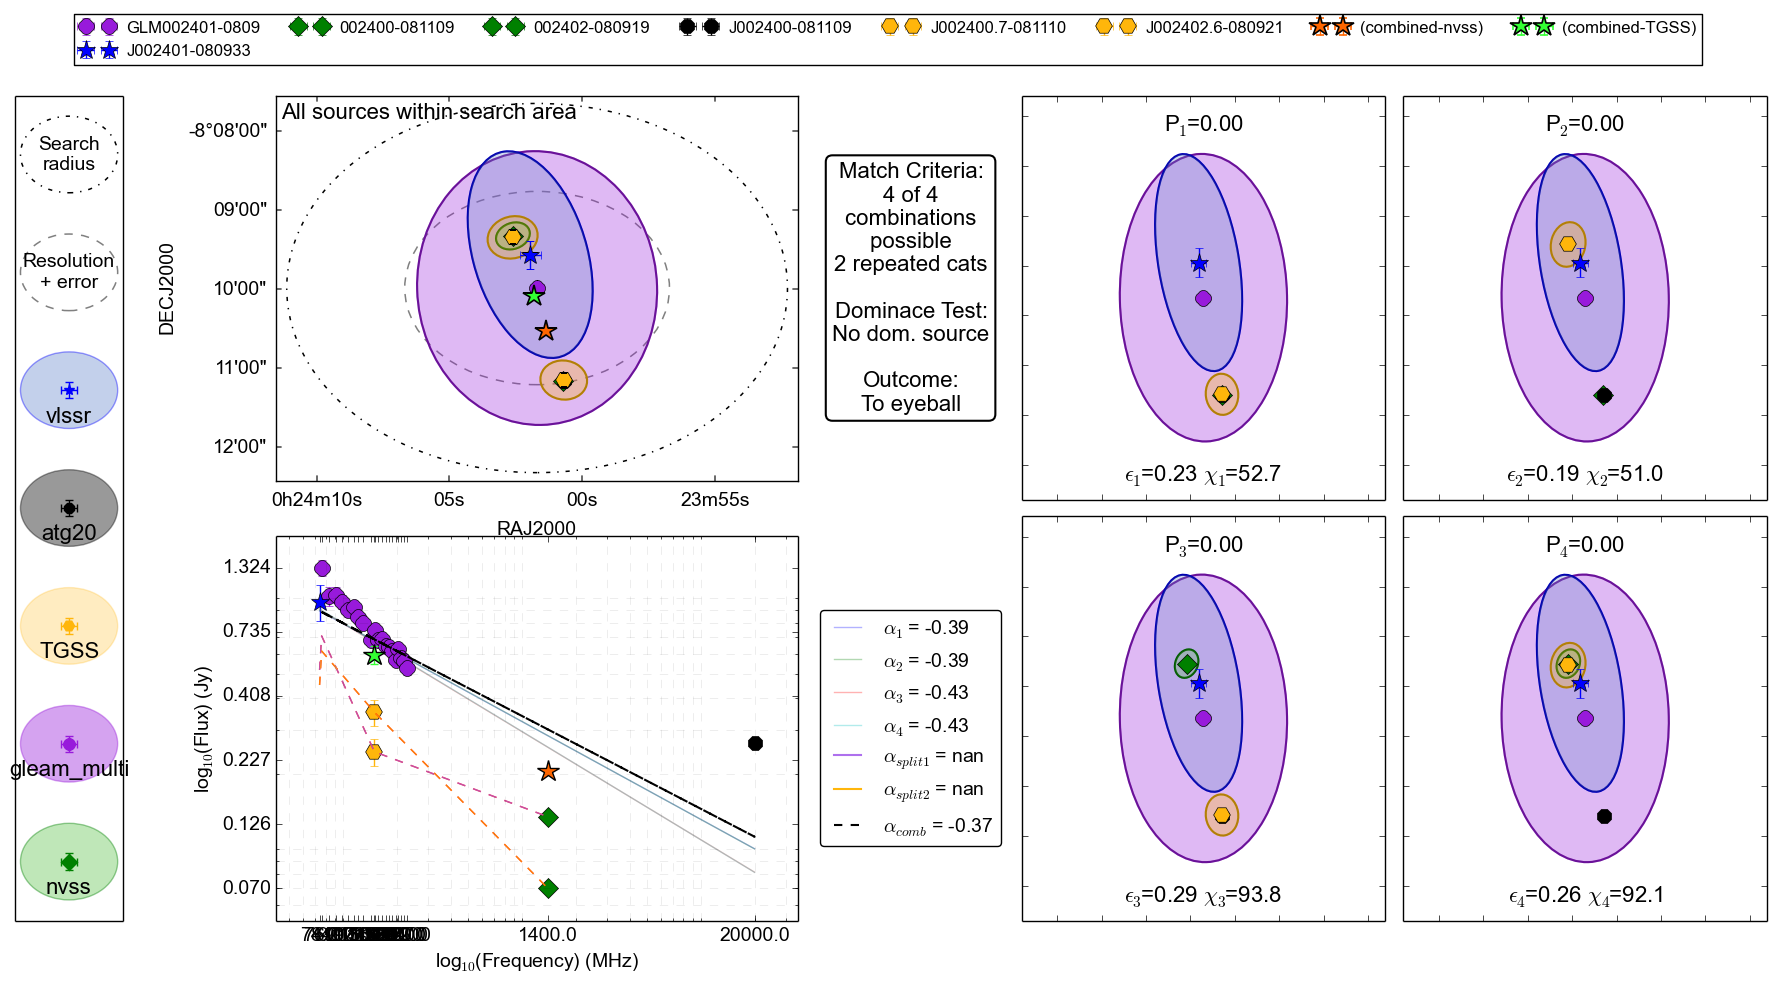 GLM002401-0809
002400-081109
002402-080919
J002400-081109
J002400.7-081110
J002402.6-080921
(combined-nvss)
(combined-TGSS)
J002401-080933
Search
radius
Resolution
+ error
vlssr
atg20
TGSS
gleam_multi
nvss
All sources within search area
DECJ2000
-8°08'00"
09'00"
10'00"
11'00"
12'00"
0h24m10s
05s
00s
23m55s
RAJ2000
Match Criteria:
4 of 4
combinations
possible
2 repeated cats
Dominace Test:
No dom. source
Outcome:
To eyeball
P1=0.00
ϵ1=0.23 χ1=52.7
P2=0.00
ϵ2=0.19 χ2=51.0
log10(Flux) (Jy)
1.324
0.735
0.408
0.227
0.126
0.070
1400.0
20000.0
log10(Frequency) (MHz)
α1 = -0.39
α2 = -0.39
α3 = -0.43
α4 = -0.43
αsplit1 = nan
αsplit2 = nan
αcomb = -0.37
P3=0.00
ϵ3=0.29 χ3=93.8
P4=0.00
ϵ4=0.26 χ4=92.1